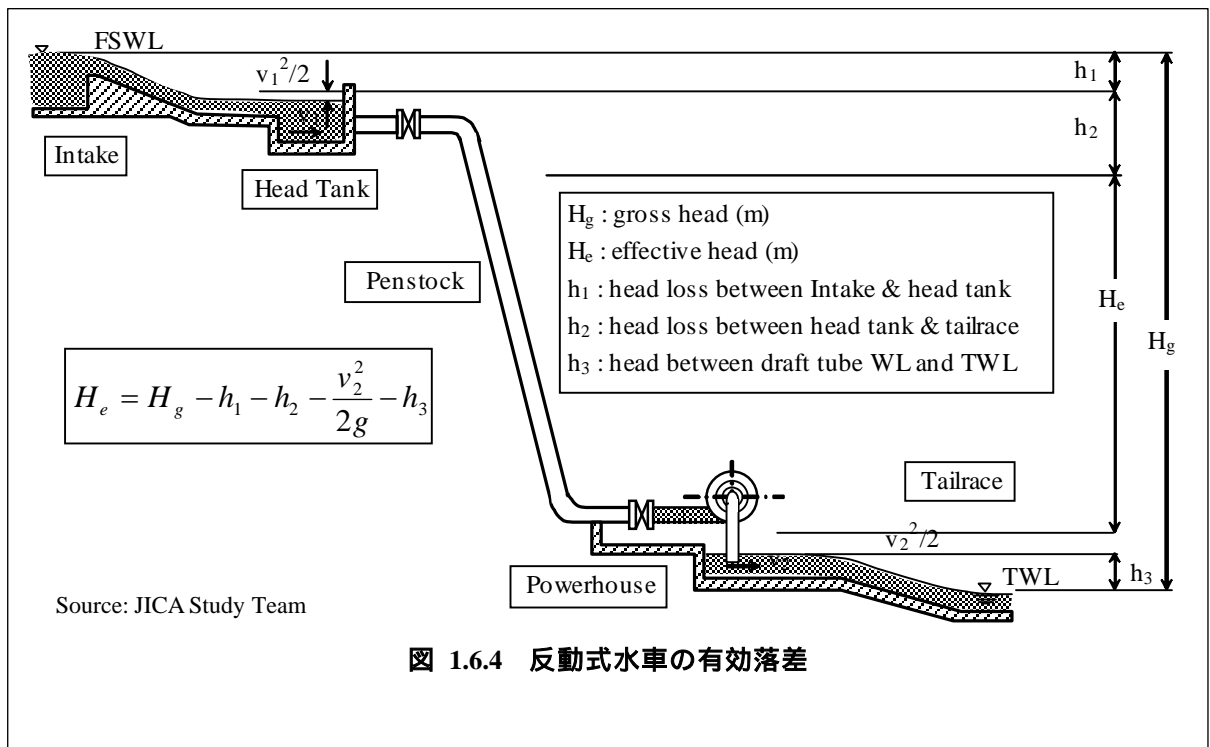 FSWL
v₁²/2
h₁
h₂
Intake
Head Tank
Hg : gross head (m)
He : effective head (m)
h₁ : head loss between Intake & head tank
h₂ : head loss between head tank & tailrace
h₃ : head between draft tube WL and TWL
Penstock
He
Hg
He = Hg − h₁ − h₂ − v₂²/2g − h₃
Tailrace
v₂²/2
Powerhouse
TWL
h₃
Source: JICA Study Team
図 1.6.4 反動式水車の有効落差